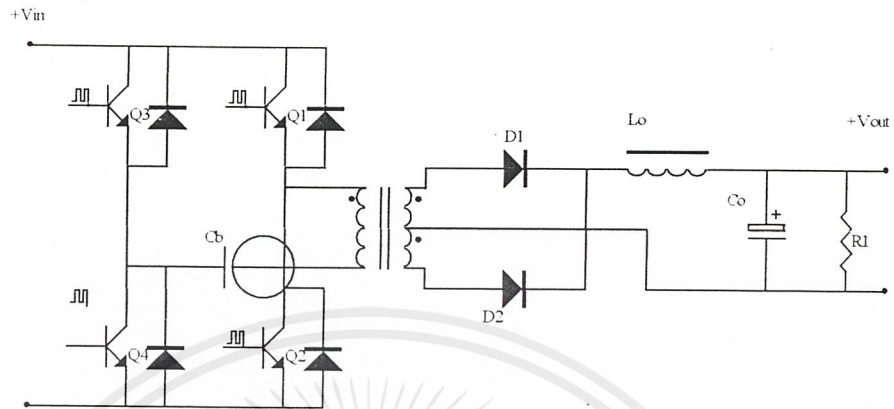 +Vin
Q3
Q1
D1
Lo
+Vout
Co
+
R1
Cb
D2
Q4
Q2